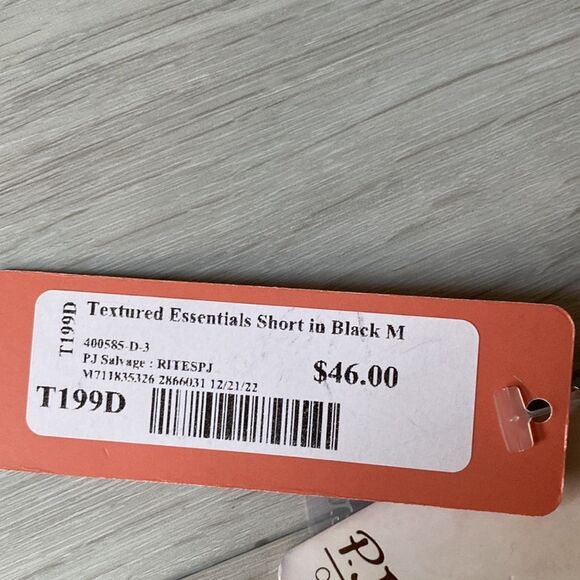 T199D
Textured Essentials Short in Black M
400585-D-3
PJ Salvage : RITESPJ
$46.00
M711835326 2866031 12/21/22
T199D
P.J